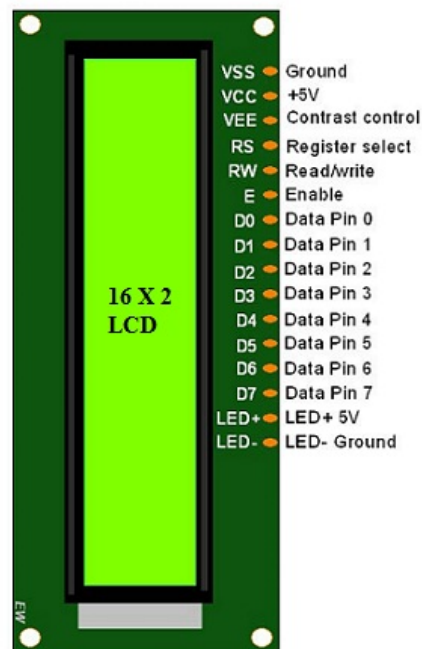 VSS Ground
VCC +5V
VEE Contrast control
RS Register select
RW Read/write
E Enable
D0 Data Pin 0
D1 Data Pin 1
D2 Data Pin 2
D3 Data Pin 3
D4 Data Pin 4
D5 Data Pin 5
D6 Data Pin 6
D7 Data Pin 7
LED+ LED+ 5V
LED- LED- Ground
16 X 2
LCD
EW